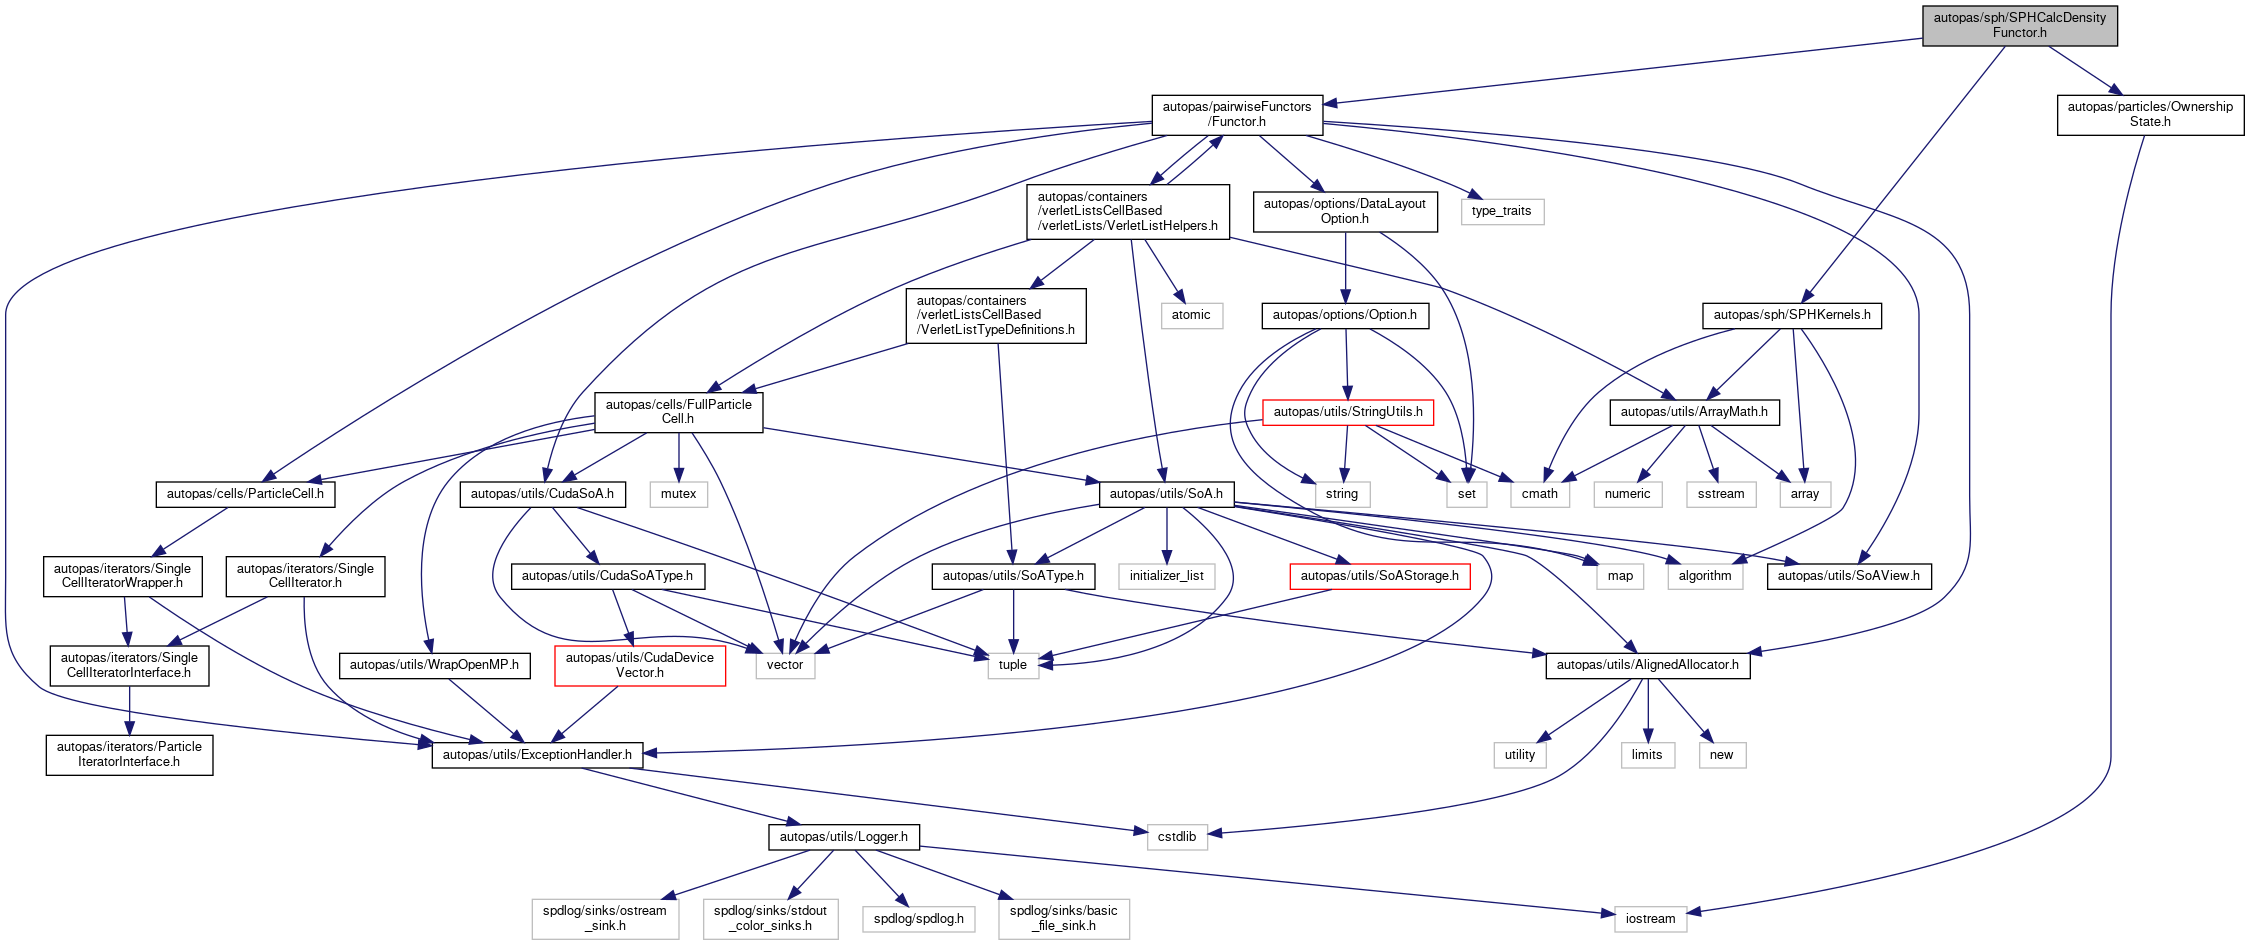 autopas/sph/SPHCalcDensity
Functor.h
autopas/pairwiseFunctors
/Functor.h
autopas/particles/Ownership
State.h
autopas/containers
/verletListsCellBased
/verletLists/VerletListHelpers.h
autopas/options/DataLayout
Option.h
type_traits
autopas/containers
/verletListsCellBased
/VerletListTypeDefinitions.h
atomic
autopas/options/Option.h
autopas/sph/SPHKernels.h
autopas/cells/FullParticle
Cell.h
autopas/utils/StringUtils.h
autopas/utils/ArrayMath.h
autopas/cells/ParticleCell.h
autopas/utils/CudaSoA.h
mutex
autopas/utils/SoA.h
string
set
cmath
numeric
sstream
array
autopas/iterators/Single
CellIteratorWrapper.h
autopas/iterators/Single
CellIterator.h
autopas/utils/CudaSoAType.h
autopas/utils/SoAType.h
initializer_list
autopas/utils/SoAStorage.h
map
algorithm
autopas/utils/SoAView.h
autopas/iterators/Single
CellIteratorInterface.h
autopas/utils/WrapOpenMP.h
autopas/utils/CudaDevice
Vector.h
vector
tuple
autopas/utils/AlignedAllocator.h
autopas/iterators/Particle
IteratorInterface.h
autopas/utils/ExceptionHandler.h
utility
limits
new
autopas/utils/Logger.h
cstdlib
spdlog/sinks/ostream
_sink.h
spdlog/sinks/stdout
_color_sinks.h
spdlog/spdlog.h
spdlog/sinks/basic
_file_sink.h
iostream